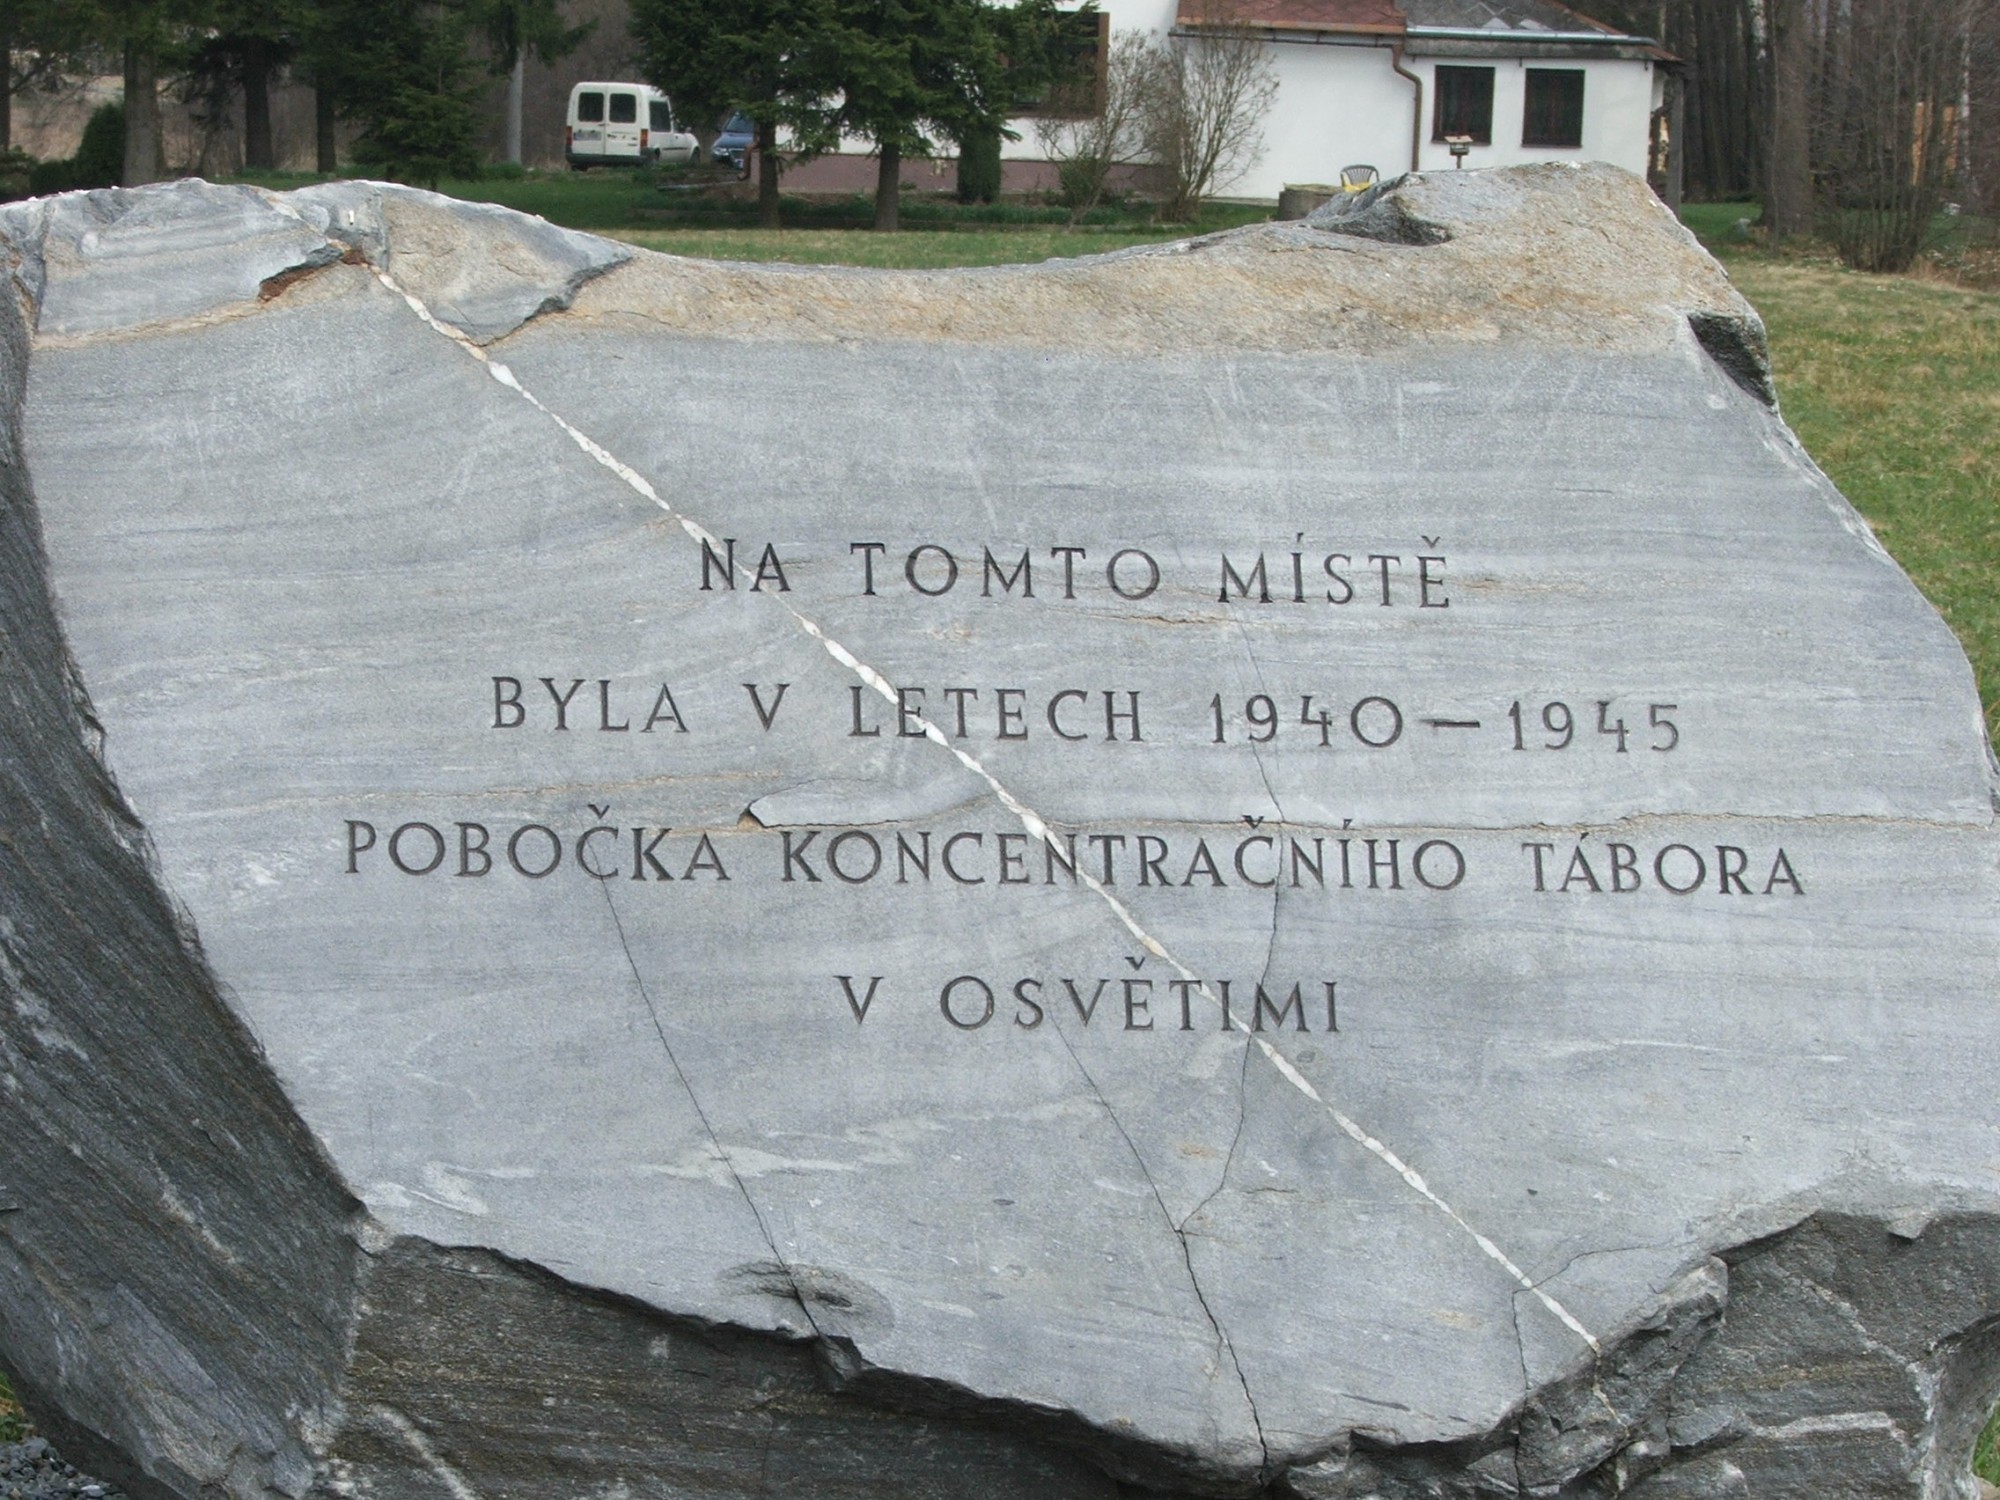 NA TOMTO MÍSTĚ
BYLA V LETECH 1940–1945
POBOČKA KONCENTRAČNÍHO TÁBORA
V OSVĚTIMI